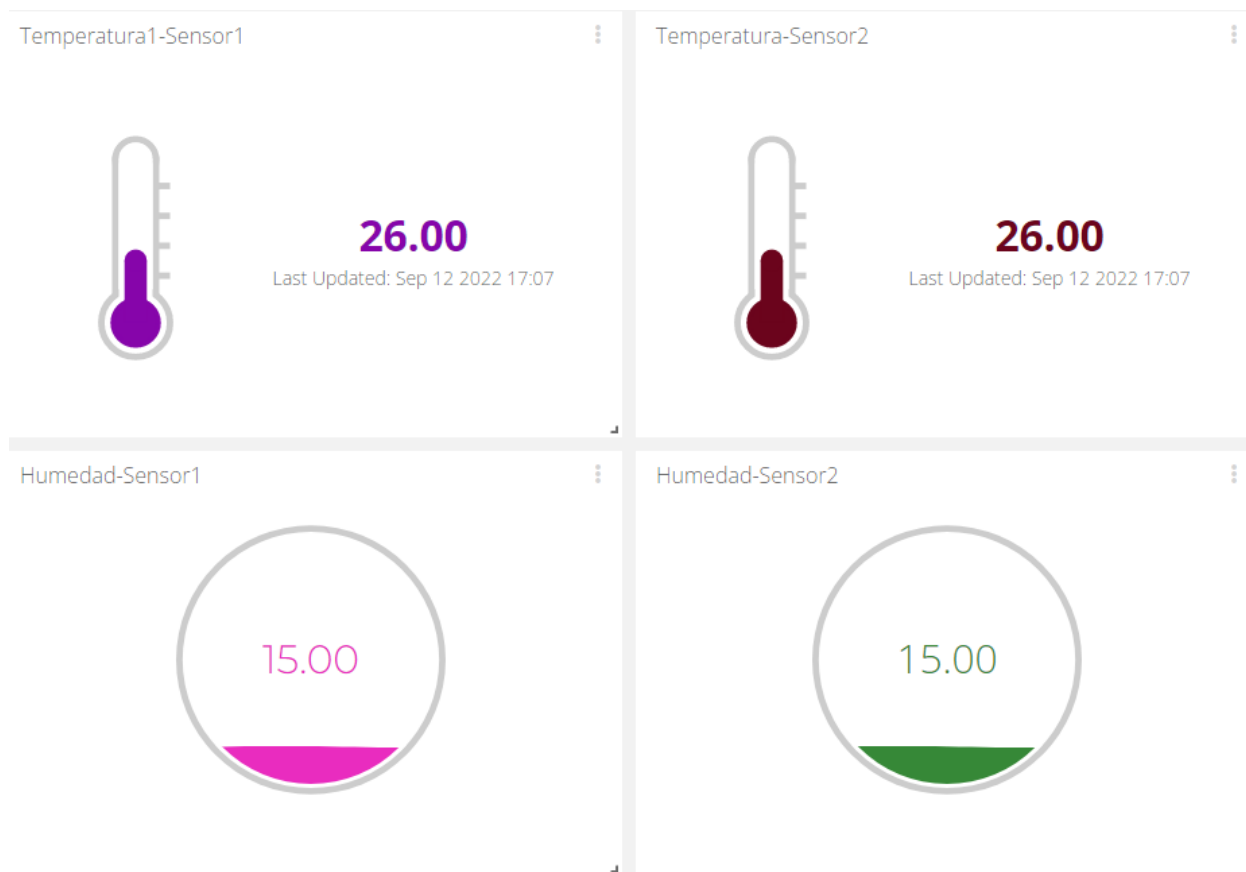 Temperatura1-Sensor1
26.00
Last Updated: Sep 12 2022 17:07
Temperatura-Sensor2
26.00
Last Updated: Sep 12 2022 17:07
Humedad-Sensor1
15.00
Humedad-Sensor2
15.00